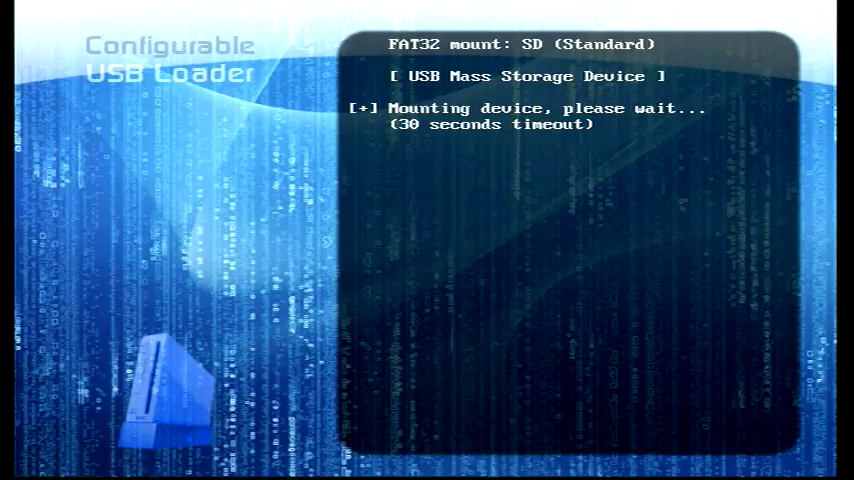 Configurable
USB Loader
FAT32 mount: SD (Standard)
[ USB Mass Storage Device ]
[+] Mounting device, please wait...
(30 seconds timeout)